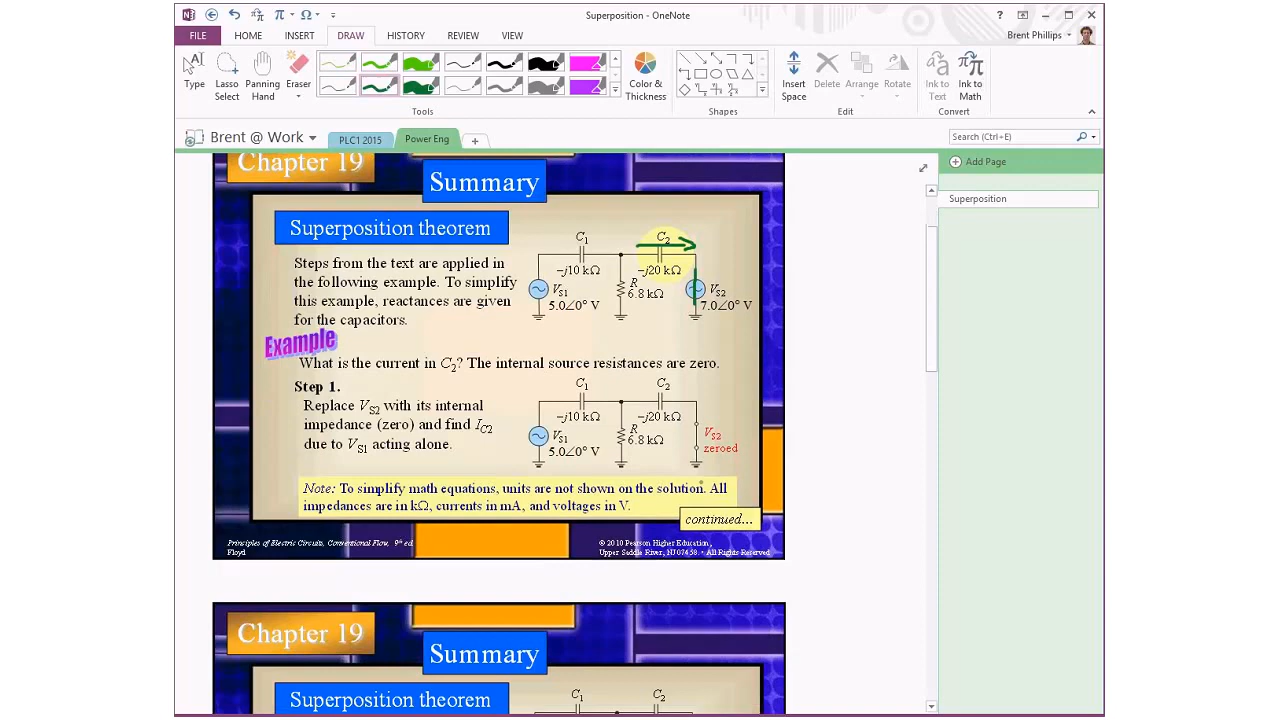 Superposition - OneNote
FILE HOME INSERT DRAW HISTORY REVIEW VIEW
Brent Phillips
Type
Lasso Select
Panning Hand
Eraser
Color & Thickness
Insert Space
Delete
Arrange
Rotate
Ink to Text
Ink to Math
Tools
Shapes
Edit
Convert
Brent @ Work
PLC1 2015
Power Eng
Search (Ctrl+E)
Add Page
Superposition
Chapter 19
Summary
Superposition theorem
Steps from the text are applied in
the following example. To simplify
this example, reactances are given
for the capacitors.
C1
C2
-j10 kΩ
-j20 kΩ
VS1
5.0∠0° V
R
6.8 kΩ
VS2
7.0∠0° V
Example
What is the current in C2? The internal source resistances are zero.
Step 1.
Replace VS2 with its internal
impedance (zero) and find IC2
due to VS1 acting alone.
C1
C2
-j10 kΩ
-j20 kΩ
VS1
5.0∠0° V
R
6.8 kΩ
VS2
zeroed
Note: To simplify math equations, units are not shown on the solution. All
impedances are in kΩ, currents in mA, and voltages in V.
continued…
Principles of Electric Circuits, Conventional Flow, 9th ed.
Floyd
© 2010 Pearson Higher Education,
Upper Saddle River, NJ 07458. • All Rights Reserved
Chapter 19
Summary
Superposition theorem
C1
C2